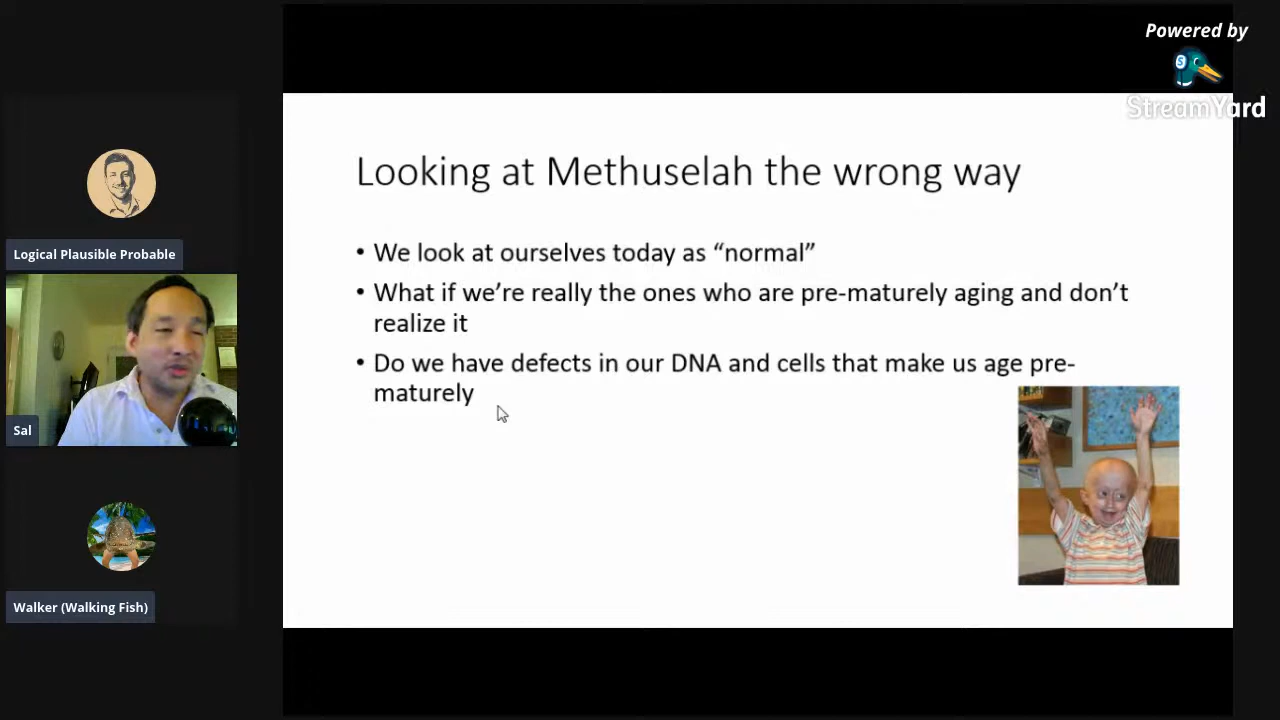 Powered by
S
StreamYard
Looking at Methuselah the wrong way
• We look at ourselves today as “normal”
• What if we’re really the ones who are pre-maturely aging and don’t
realize it
• Do we have defects in our DNA and cells that make us age pre-
maturely
Logical Plausible Probable
Sal
Walker (Walking Fish)